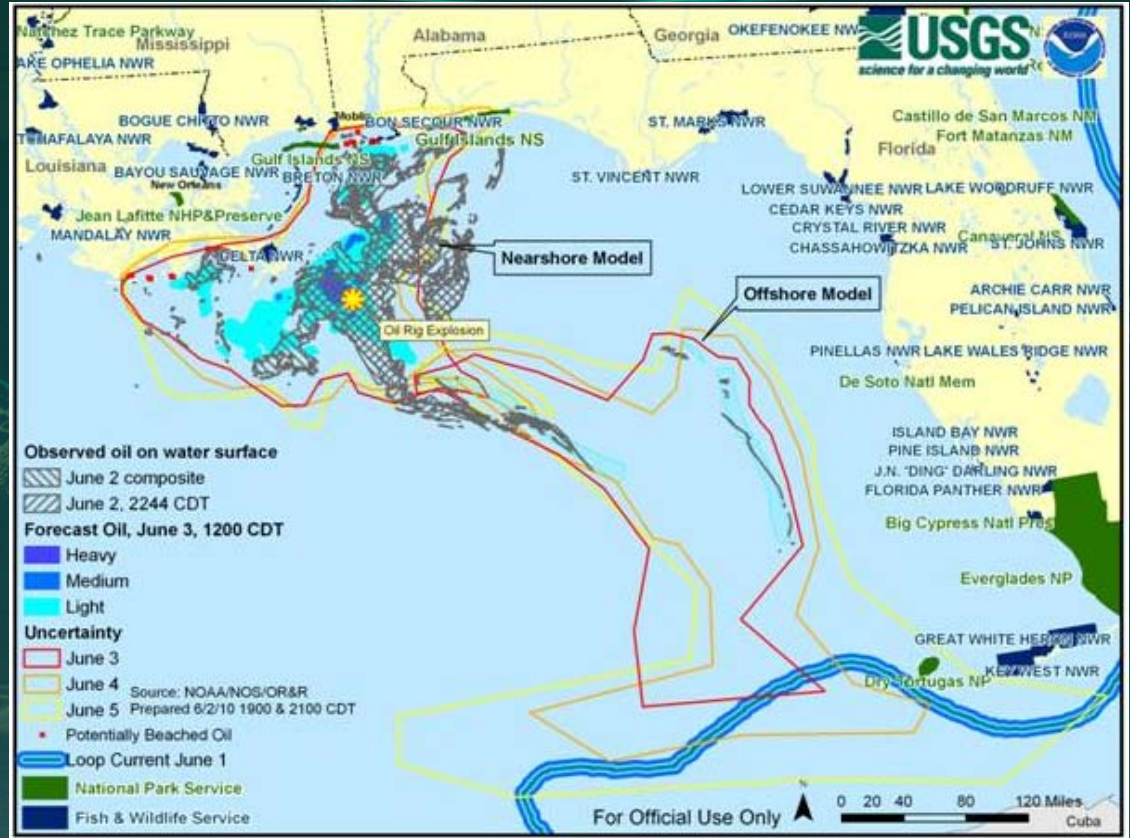 Natchez Trace Parkway
Mississippi
Alabama
Georgia
OKEFENOKEE NW
USGS
science for a changing world
LAKE OPHELIA NWR
BOGUE CHITTO NWR
BON SECOUR NWR
ST. MARKS NWR
Castillo de San Marcos NM
Fort Matanzas NM
Gulf Islands NS
Gulf Islands NS
Florida
Louisiana
BAYOU SAUVAGE NWR
BRETON NWR
New Orleans
ST. VINCENT NWR
LOWER SUWANNEE NWR
LAKE WOODRUFF NWR
Jean Lafitte NHP&Preserve
CEDAR KEYS NWR
MANDALAY NWR
CRYSTAL RIVER NWR
Canaveral NS
DELTA NWR
CHASSAHOWITZKA NWR
ST. JOHNS NWR
Nearshore Model
Offshore Model
ARCHIE CARR NWR
PELICAN ISLAND NWR
Oil Rig Explosion
PINELLAS NWR
LAKE WALES RIDGE NWR
De Soto Natl Mem
ISLAND BAY NWR
PINE ISLAND NWR
J.N. "DING" DARLING NWR
FLORIDA PANTHER NWR
Big Cypress Natl Pres
Everglades NP
GREAT WHITE HERON NWR
KEY WEST NWR
Dry Tortugas NP
Observed oil on water surface
June 2 composite
June 2, 2244 CDT
Forecast Oil, June 3, 1200 CDT
Heavy
Medium
Light
Uncertainty
June 3
June 4
June 5
Source: NOAA/NOS/OR&R
Prepared 6/2/10 1900 & 2100 CDT
Potentially Beached Oil
Loop Current June 1
National Park Service
Fish & Wildlife Service
For Official Use Only
N
0 20 40 80 120 Miles
Cuba